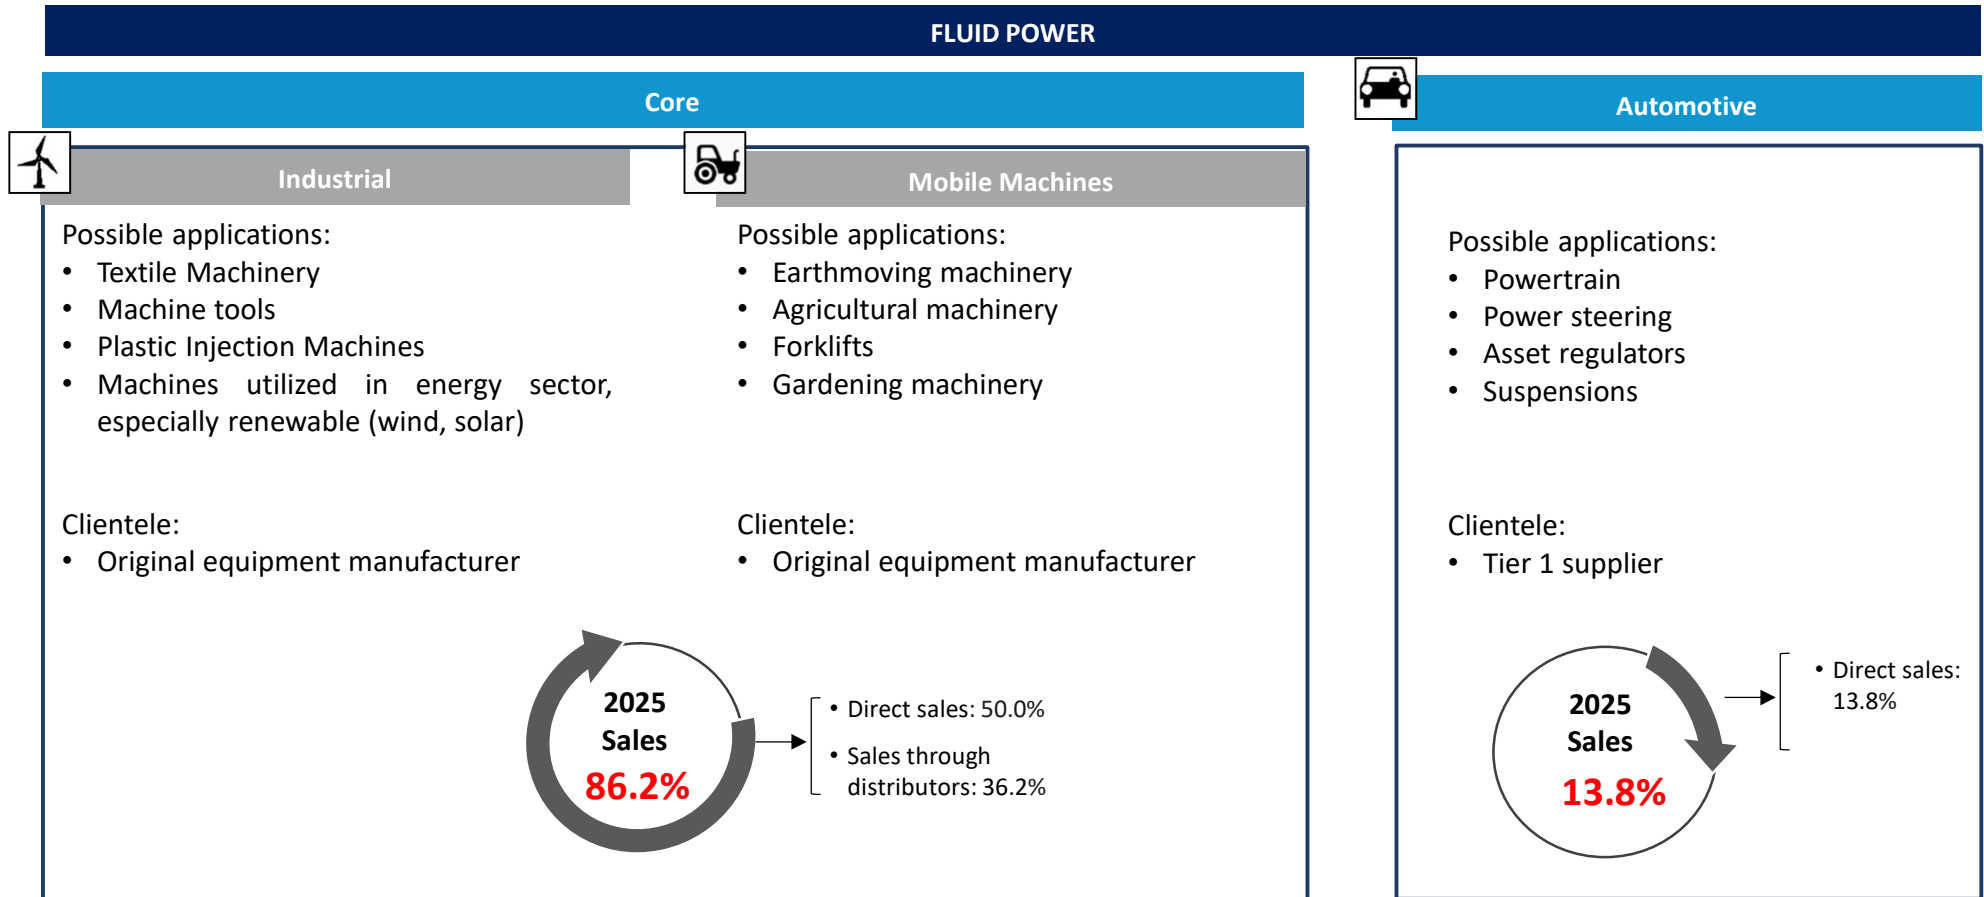 FLUID POWER
Core
Industrial
Possible applications:
• Textile Machinery
• Machine tools
• Plastic Injection Machines
• Machines utilized in energy sector,
especially renewable (wind, solar)
Clientele:
• Original equipment manufacturer
Mobile Machines
Possible applications:
• Earthmoving machinery
• Agricultural machinery
• Forklifts
• Gardening machinery
Clientele:
• Original equipment manufacturer
2025
Sales
86.2%
• Direct sales: 50.0%
• Sales through
distributors: 36.2%
Automotive
Possible applications:
• Powertrain
• Power steering
• Asset regulators
• Suspensions
Clientele:
• Tier 1 supplier
2025
Sales
13.8%
• Direct sales:
13.8%